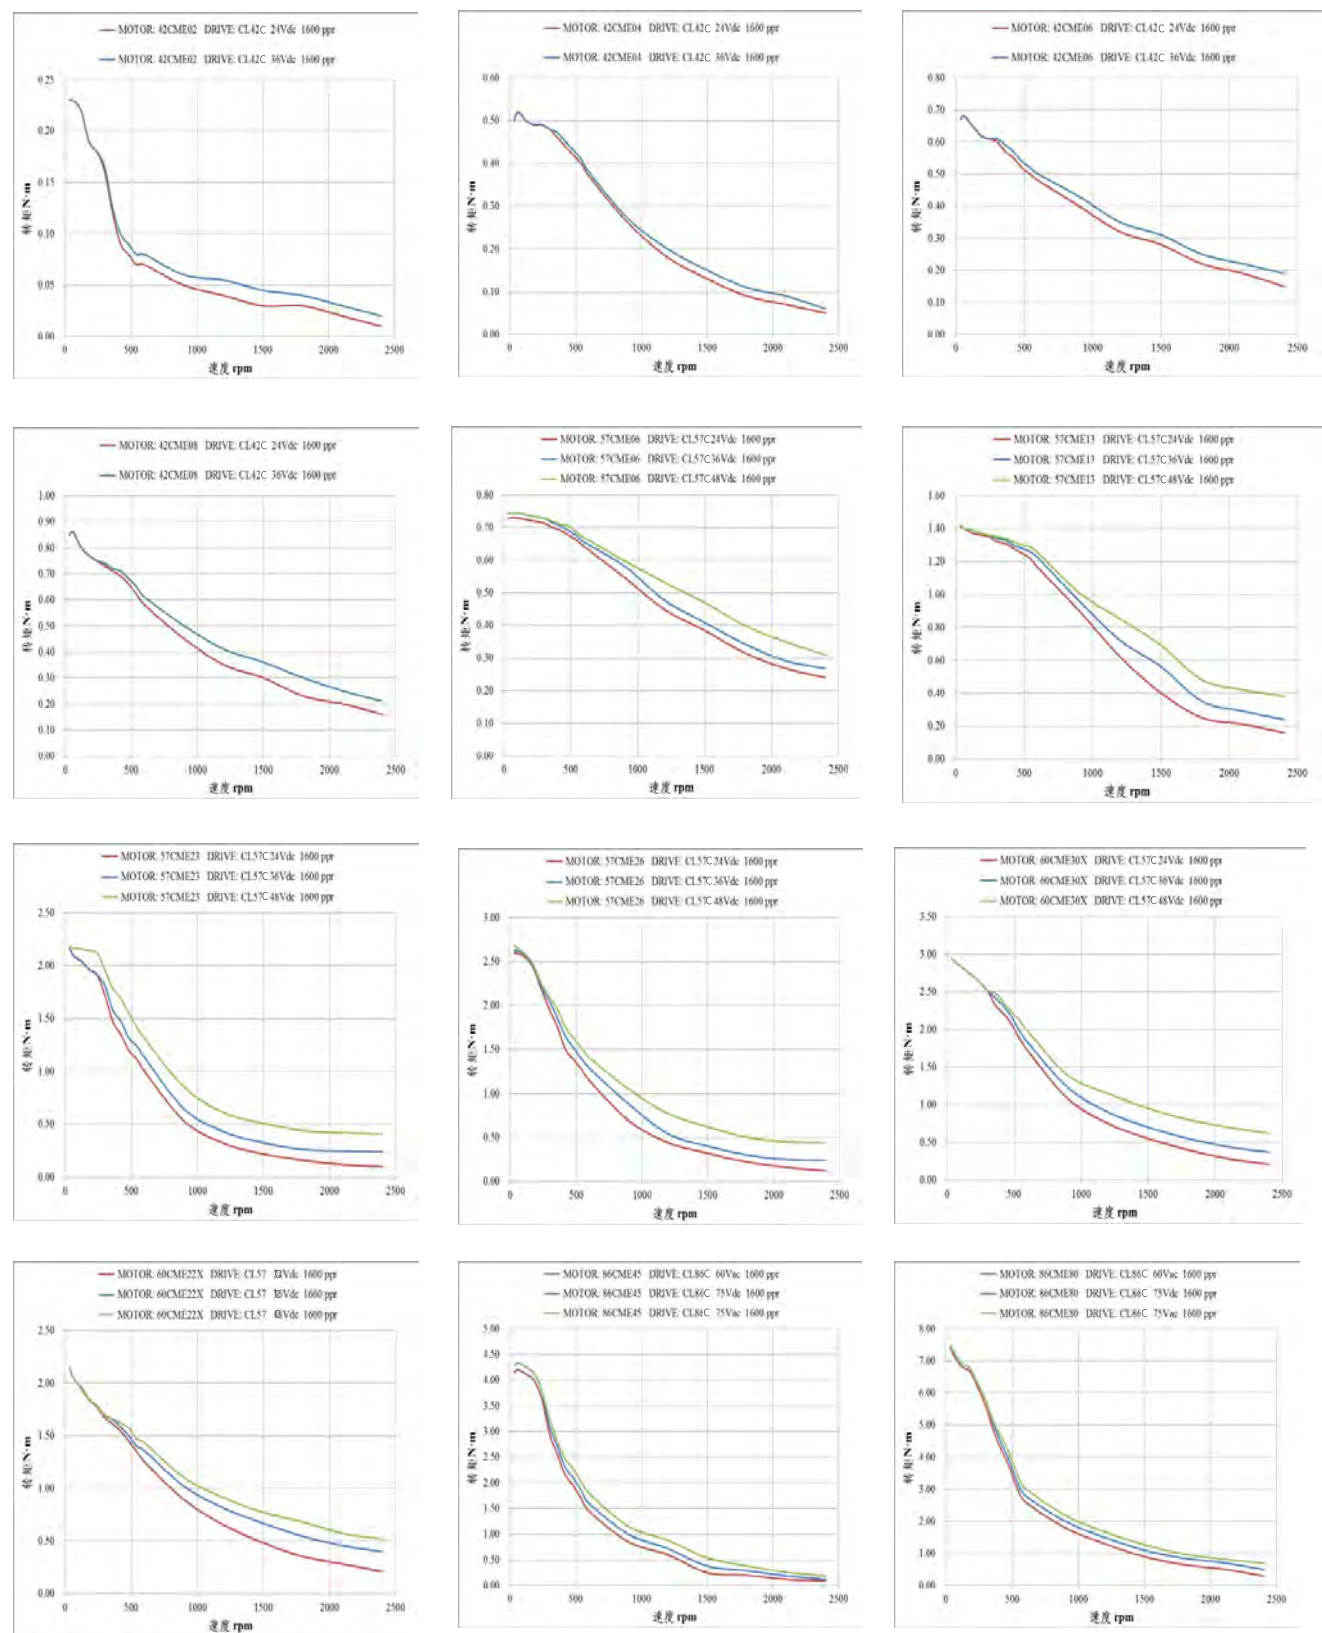 MOTOR: 42CME02 DRIVE: CL42C 24Vdc 1600 ppr
MOTOR: 42CME02 DRIVE: CL42C 36Vdc 1600 ppr
0.25
0.20
0.15
0.10
0.05
0.00
转矩N·m
0 500 1000 1500 2000 2500
速度 rpm
MOTOR: 42CME04 DRIVE: CL42C 24Vdc 1600 ppr
MOTOR: 42CME04 DRIVE: CL42C 36Vdc 1600 ppr
0.60
0.50
0.40
0.30
0.20
0.10
0.00
转矩N·m
0 500 1000 1500 2000 2500
速度 rpm
MOTOR: 42CME06 DRIVE: CL42C 24Vdc 1600 ppr
MOTOR: 42CME06 DRIVE: CL42C 36Vdc 1600 ppr
0.80
0.70
0.60
0.50
0.40
0.30
0.20
0.10
0.00
转矩N·m
0 500 1000 1500 2000 2500
速度 rpm
MOTOR: 42CME08 DRIVE: CL42C 24Vdc 1600 ppr
MOTOR: 42CME08 DRIVE: CL42C 36Vdc 1600 ppr
1.00
0.90
0.80
0.70
0.60
0.50
0.40
0.30
0.20
0.10
0.00
转矩N·m
0 500 1000 1500 2000 2500
速度 rpm
MOTOR: 57CME06 DRIVE: CL57C24Vdc 1600 ppr
MOTOR: 57CME06 DRIVE: CL57C36Vdc 1600 ppr
MOTOR: 57CME06 DRIVE: CL57C48Vdc 1600 ppr
0.80
0.70
0.60
0.50
0.40
0.30
0.20
0.10
0.00
转矩N·m
0 500 1000 1500 2000 2500
速度 rpm
MOTOR: 57CME13 DRIVE: CL57C24Vdc 1600 ppr
MOTOR: 57CME13 DRIVE: CL57C36Vdc 1600 ppr
MOTOR: 57CME13 DRIVE: CL57C48Vdc 1600 ppr
1.60
1.40
1.20
1.00
0.80
0.60
0.40
0.20
0.00
转矩N·m
0 500 1000 1500 2000 2500
速度 rpm
MOTOR: 57CME23 DRIVE: CL57C24Vdc 1600 ppr
MOTOR: 57CME23 DRIVE: CL57C36Vdc 1600 ppr
MOTOR: 57CME23 DRIVE: CL57C48Vdc 1600 ppr
2.50
2.00
1.50
1.00
0.50
0.00
转矩N·m
0 500 1000 1500 2000 2500
速度 rpm
MOTOR: 57CME26 DRIVE: CL57C24Vdc 1600 ppr
MOTOR: 57CME26 DRIVE: CL57C36Vdc 1600 ppr
MOTOR: 57CME26 DRIVE: CL57C48Vdc 1600 ppr
3.00
2.50
2.00
1.50
1.00
0.50
0.00
转矩N·m
0 500 1000 1500 2000 2500
速度 rpm
MOTOR: 60CME30X DRIVE: CL57C24Vdc 1600 ppr
MOTOR: 60CME30X DRIVE: CL57C36Vdc 1600 ppr
MOTOR: 60CME30X DRIVE: CL57C48Vdc 1600 ppr
3.50
3.00
2.50
2.00
1.50
1.00
0.50
0.00
转矩N·m
0 500 1000 1500 2000 2500
速度 rpm
MOTOR: 60CME22X DRIVE: CL57 Vdc 1600 ppr
MOTOR: 60CME22X DRIVE: CL57 Vdc 1600 ppr
MOTOR: 60CME22X DRIVE: CL57 Vdc 1600 ppr
2.50
2.00
1.50
1.00
0.50
0.00
转矩N·m
0 500 1000 1500 2000 2500
速度 rpm
MOTOR: 86CME45 DRIVE: CL86C 60Vac 1600 ppr
MOTOR: 86CME45 DRIVE: CL86C 75Vdc 1600 ppr
MOTOR: 86CME45 DRIVE: CL86C 75Vac 1600 ppr
5.00
4.50
4.00
3.50
3.00
2.50
2.00
1.50
1.00
0.50
0.00
转矩N·m
0 500 1000 1500 2000 2500
速度 rpm
MOTOR: 86CME80 DRIVE: CL86C 60Vac 1600 ppr
MOTOR: 86CME80 DRIVE: CL86C 75Vdc 1600 ppr
MOTOR: 86CME80 DRIVE: CL86C 75Vac 1600 ppr
8.00
7.00
6.00
5.00
4.00
3.00
2.00
1.00
0.00
转矩N·m
0 500 1000 1500 2000 2500
速度 rpm